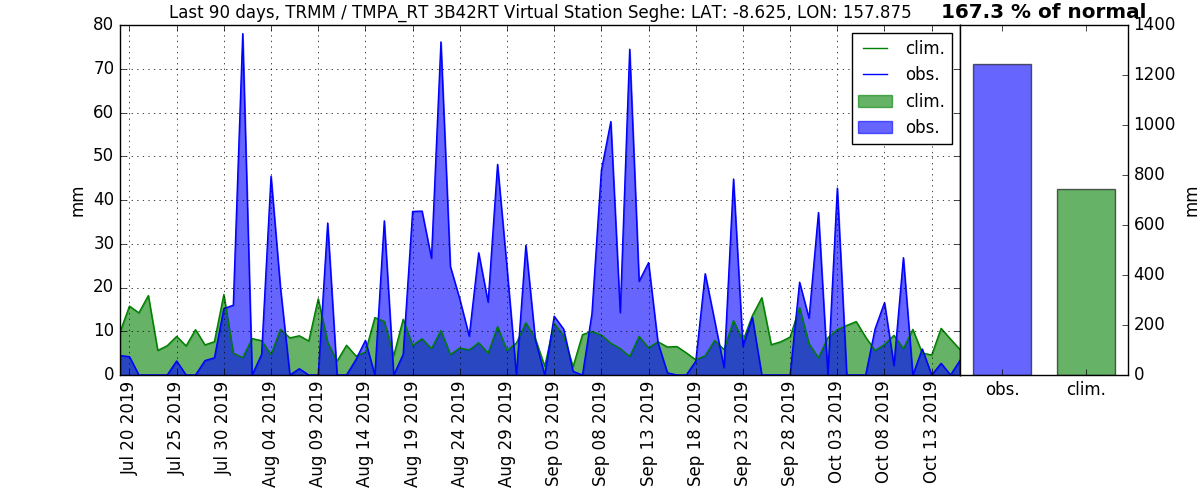 Last 90 days, TRMM / TMPA_RT 3B42RT Virtual Station Seghe: LAT: -8.625, LON: 157.875
167.3 % of normal
80
70
60
50
40
30
20
10
0
mm
clim.
obs.
clim.
obs.
1400
1200
1000
800
600
400
200
0
mm
obs.
clim.
Jul 20 2019
Jul 25 2019
Jul 30 2019
Aug 04 2019
Aug 09 2019
Aug 14 2019
Aug 19 2019
Aug 24 2019
Aug 29 2019
Sep 03 2019
Sep 08 2019
Sep 13 2019
Sep 18 2019
Sep 23 2019
Sep 28 2019
Oct 03 2019
Oct 08 2019
Oct 13 2019